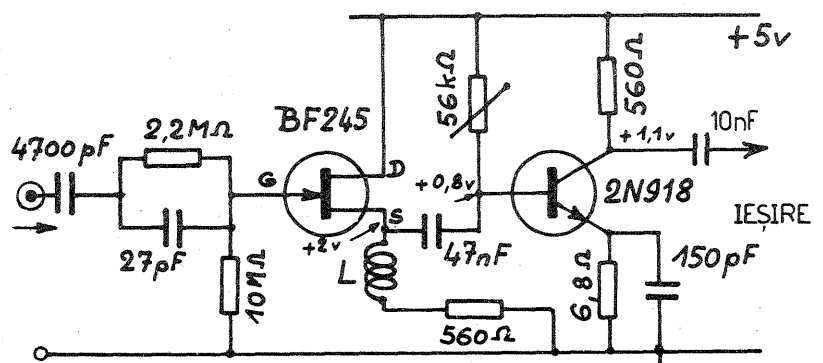 +5v
BF245
56kΩ
560Ω
10nF
2,2MΩ
4700pF
+1,1v
D
G
+0,8v
2N918
S
IEȘIRE
+2v
27pF
47nF
150pF
L
10MΩ
6,8Ω
560Ω